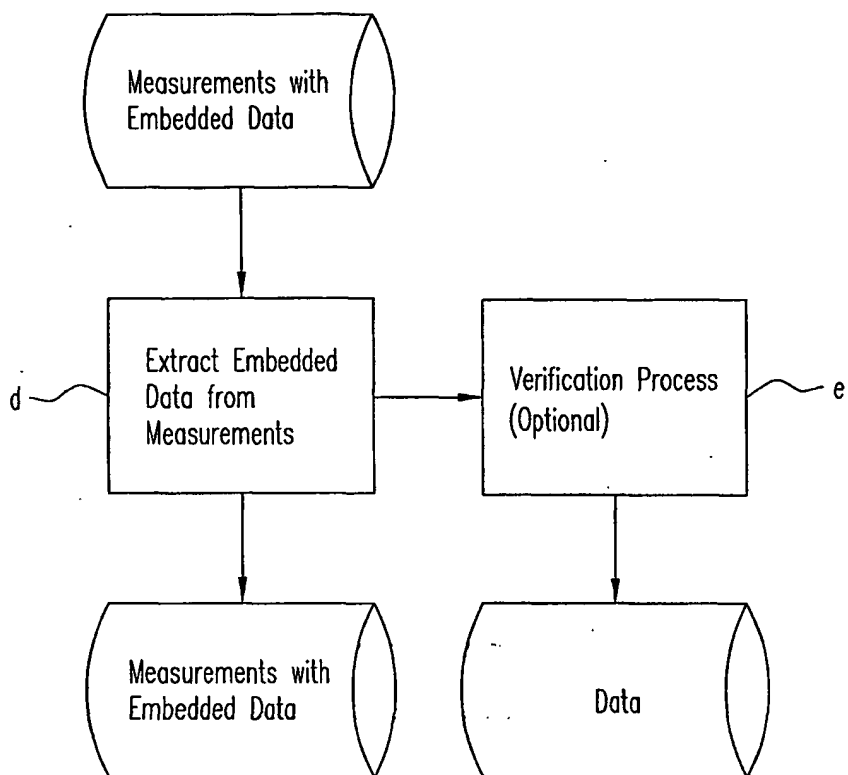 Measurements with
Embedded Data
d
Extract Embedded
Data from
Measurements
Verification Process
(Optional)
e
Measurements with
Embedded Data
Data